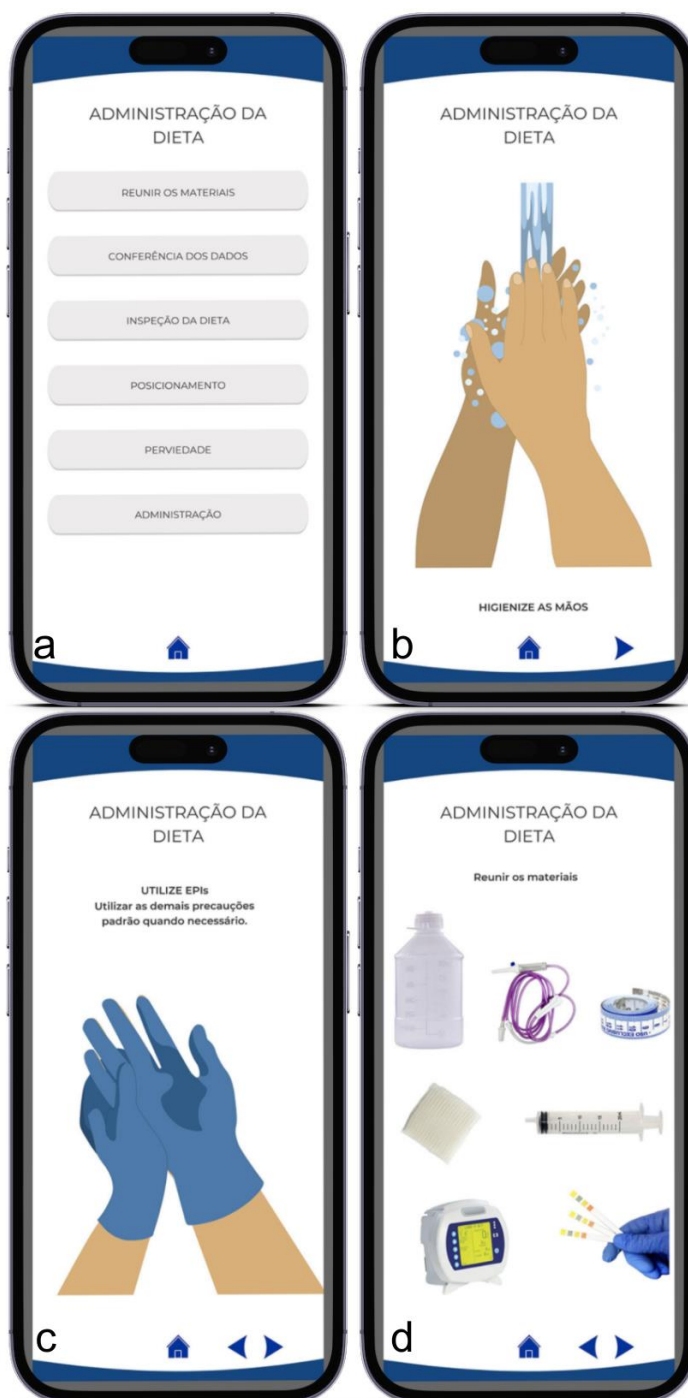 ADMINISTRAÇÃO DA
DIETA
REUNIR OS MATERIAIS
CONFERÊNCIA DOS DADOS
INSPEÇÃO DA DIETA
POSICIONAMENTO
PERVIEDADE
ADMINISTRAÇÃO
a
ADMINISTRAÇÃO DA
DIETA
HIGIENIZE AS MÃOS
b
ADMINISTRAÇÃO DA
DIETA
UTILIZE EPIs
Utilizar as demais precauções
padrão quando necessário.
c
ADMINISTRAÇÃO DA
DIETA
Reunir os materiais
d